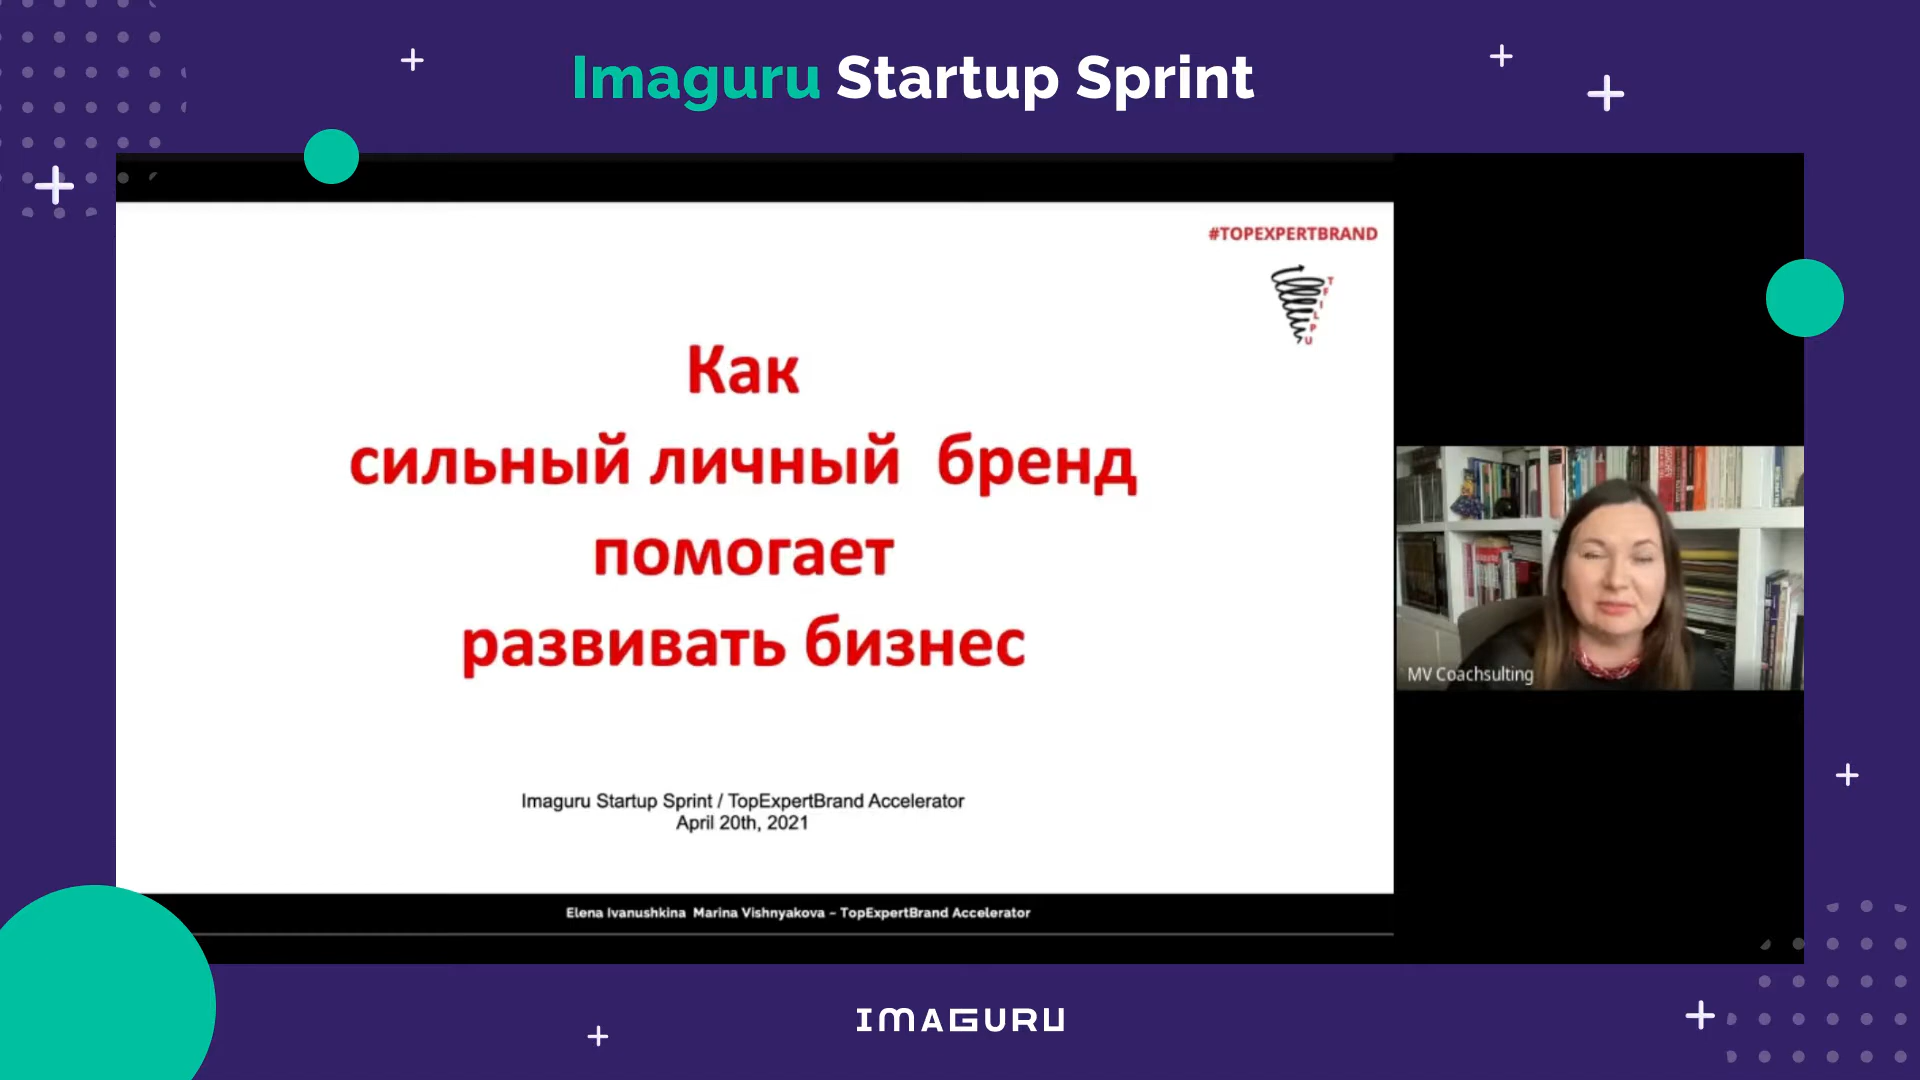 Imaguru Startup Sprint
#TOPEXPERTBRAND
T
F
I
L
P
U
Как
сильный личный бренд
помогает
развивать бизнес
MV Coachsulting
Imaguru Startup Sprint / TopExpertBrand Accelerator
April 20th, 2021
Elena Ivanushkina Marina Vishnyakova – TopExpertBrand Accelerator
IMAGURU